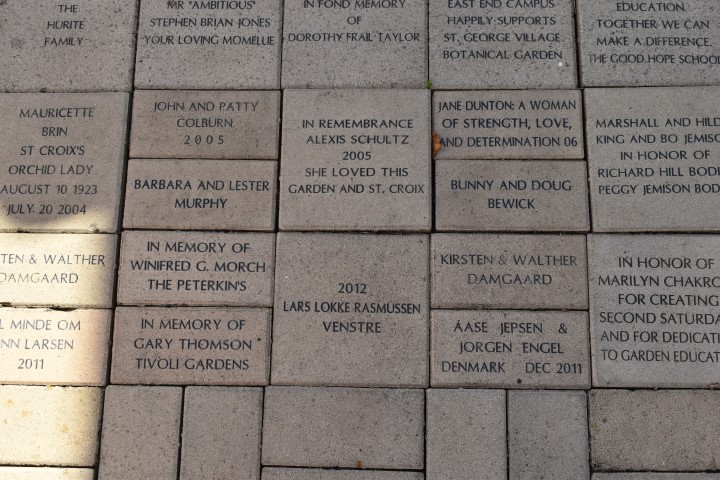 THE
HURITE
FAMILY
MR "AMBITIOUS"
STEPHEN BRIAN JONES
YOUR LOVING MOMELLIE
IN FOND MEMORY
OF
DOROTHY FRAIL TAYLOR
EAST END CAMPUS
HAPPILY SUPPORTS
ST. GEORGE VILLAGE
BOTANICAL GARDEN
EDUCATION.
TOGETHER WE CAN
MAKE A DIFFERENCE.
THE GOOD HOPE SCHOOL
MAURICETTE
BRIN
ST CROIX'S
ORCHID LADY
AUGUST 10 1923
JULY 20 2004
JOHN AND PATTY
COLBURN
2005
BARBARA AND LESTER
MURPHY
IN REMEMBRANCE
ALEXIS SCHULTZ
2005
SHE LOVED THIS
GARDEN AND ST. CROIX
JANE DUNTON: A WOMAN
OF STRENGTH, LOVE,
AND DETERMINATION 06
BUNNY AND DOUG
BEWICK
MARSHALL AND HILD
KING AND BO JEMISO
IN HONOR OF
RICHARD HILL BODI
PEGGY JEMISON BOD
TEN & WALTHER
DAMGAARD
L MINDE OM
NN LARSEN
2011
IN MEMORY OF
WINIFRED G. MORCH
THE PETERKIN'S
IN MEMORY OF
GARY THOMSON
TIVOLI GARDENS
2012
LARS LOKKE RASMUSSEN
VENSTRE
KIRSTEN & WALTHER
DAMGAARD
AASE JEPSEN &
JORGEN ENGEL
DENMARK DEC 2011
IN HONOR OF
MARILYN CHAKRO
FOR CREATING
SECOND SATURDA
AND FOR DEDICATI
TO GARDEN EDUCAT